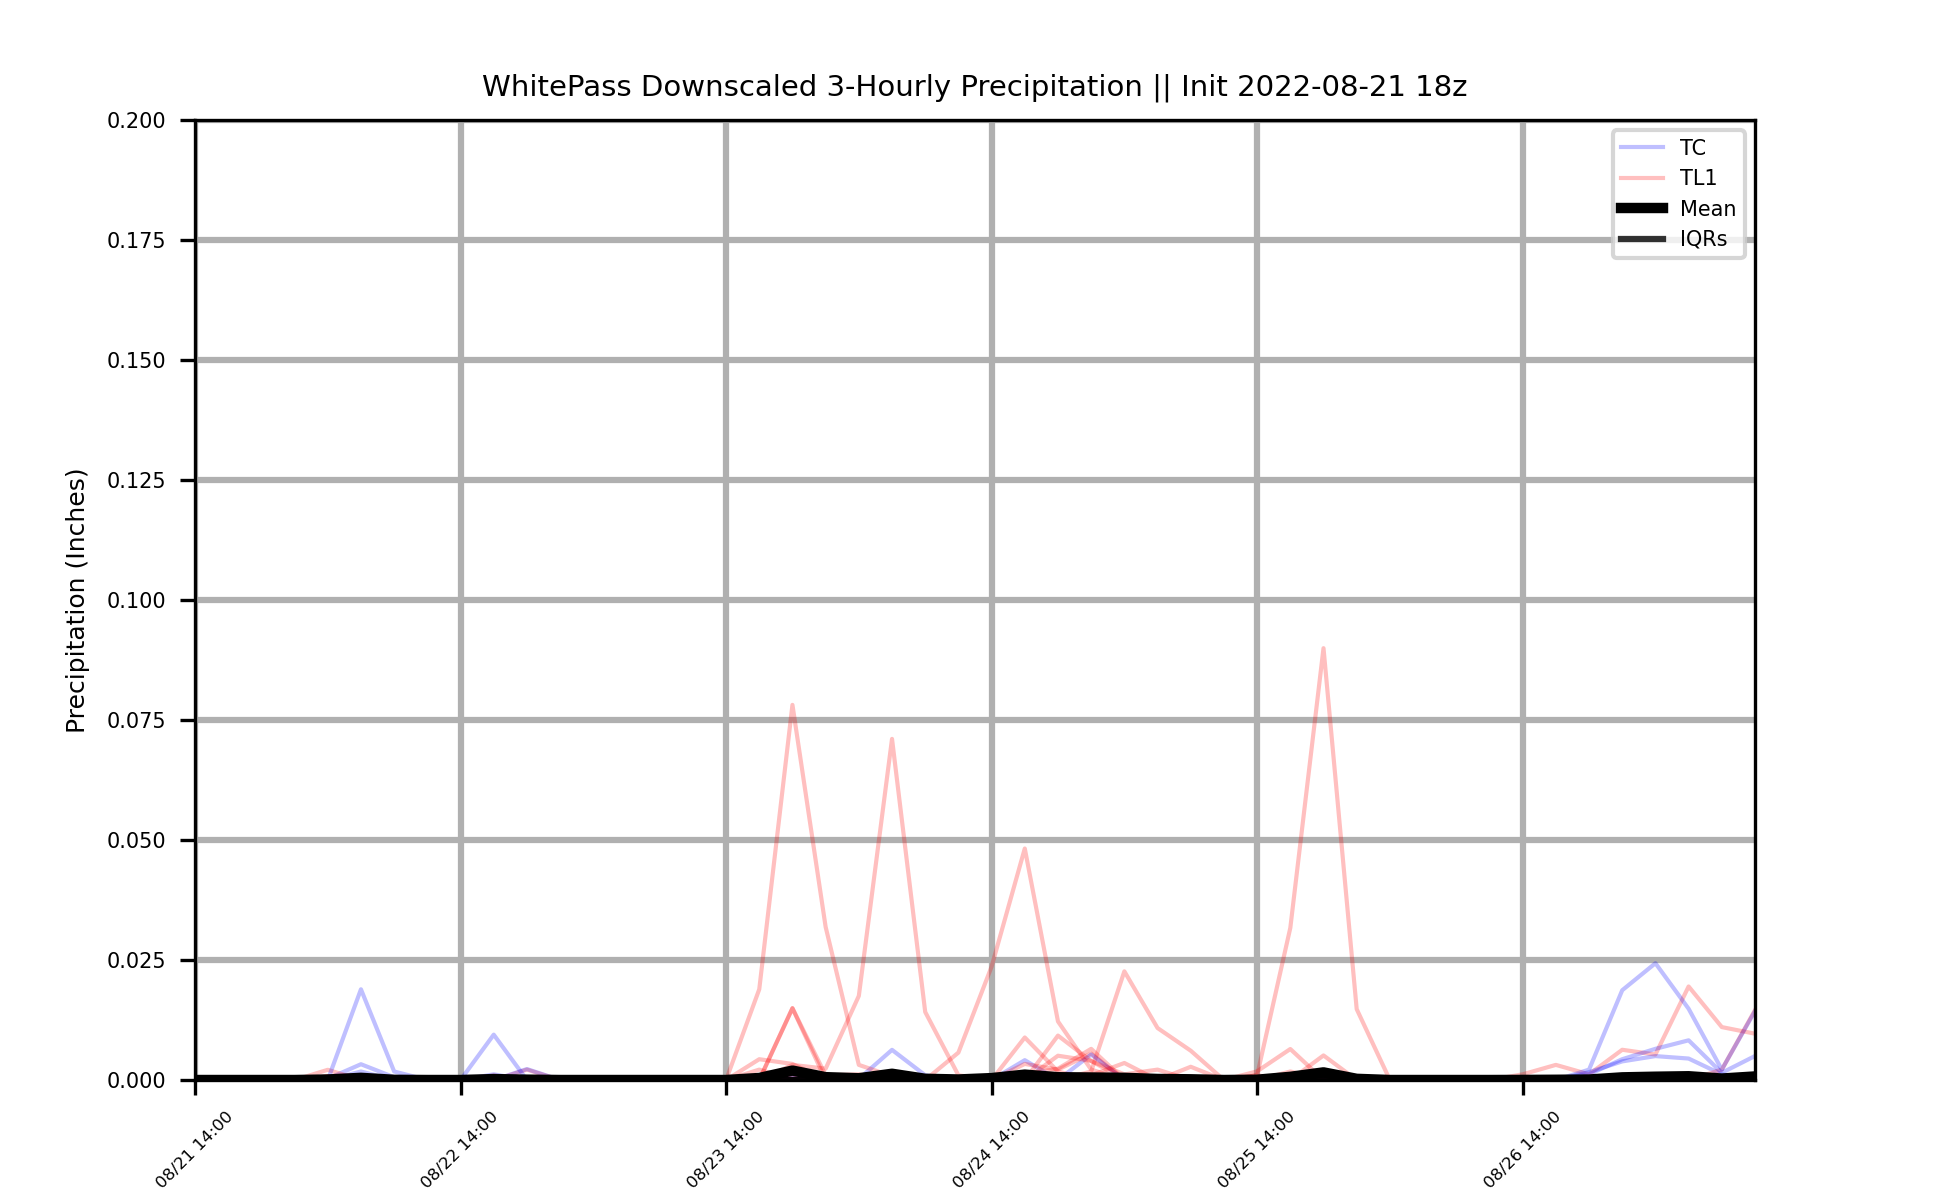 WhitePass Downscaled 3-Hourly Precipitation || Init 2022-08-21 18z
0.200
0.175
0.150
0.125
0.100
0.075
0.050
0.025
0.000
Precipitation (Inches)
TC
TL1
Mean
IQRs
08/21 14:00
08/22 14:00
08/23 14:00
08/24 14:00
08/25 14:00
08/26 14:00